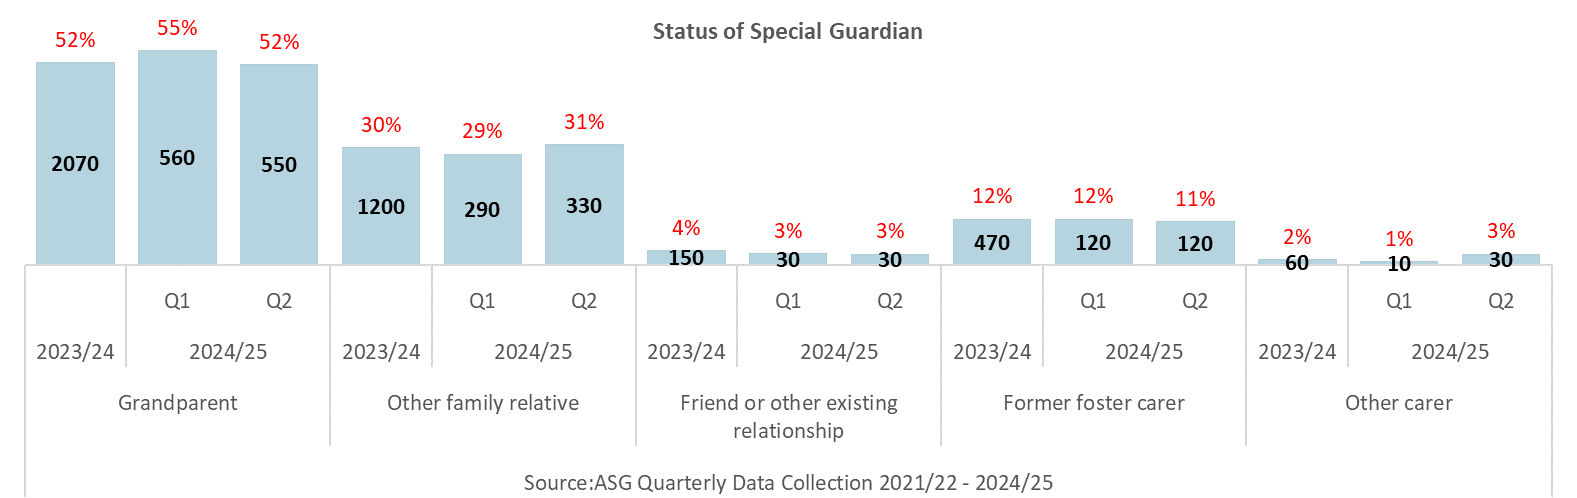 Status of Special Guardian
52% 55% 52% 30% 29% 31% 4% 3% 3% 12% 12% 11% 2% 1% 3%
2070 560 550 1200 290 330 150 30 30 470 120 120 60 10 30
Q1 Q2 Q1 Q2 Q1 Q2 Q1 Q2 Q1 Q2
2023/24 2024/25 2023/24 2024/25 2023/24 2024/25 2023/24 2024/25 2023/24 2024/25
Grandparent Other family relative Friend or other existing Former foster carer Other carer
relationship
Source:ASG Quarterly Data Collection 2021/22 - 2024/25